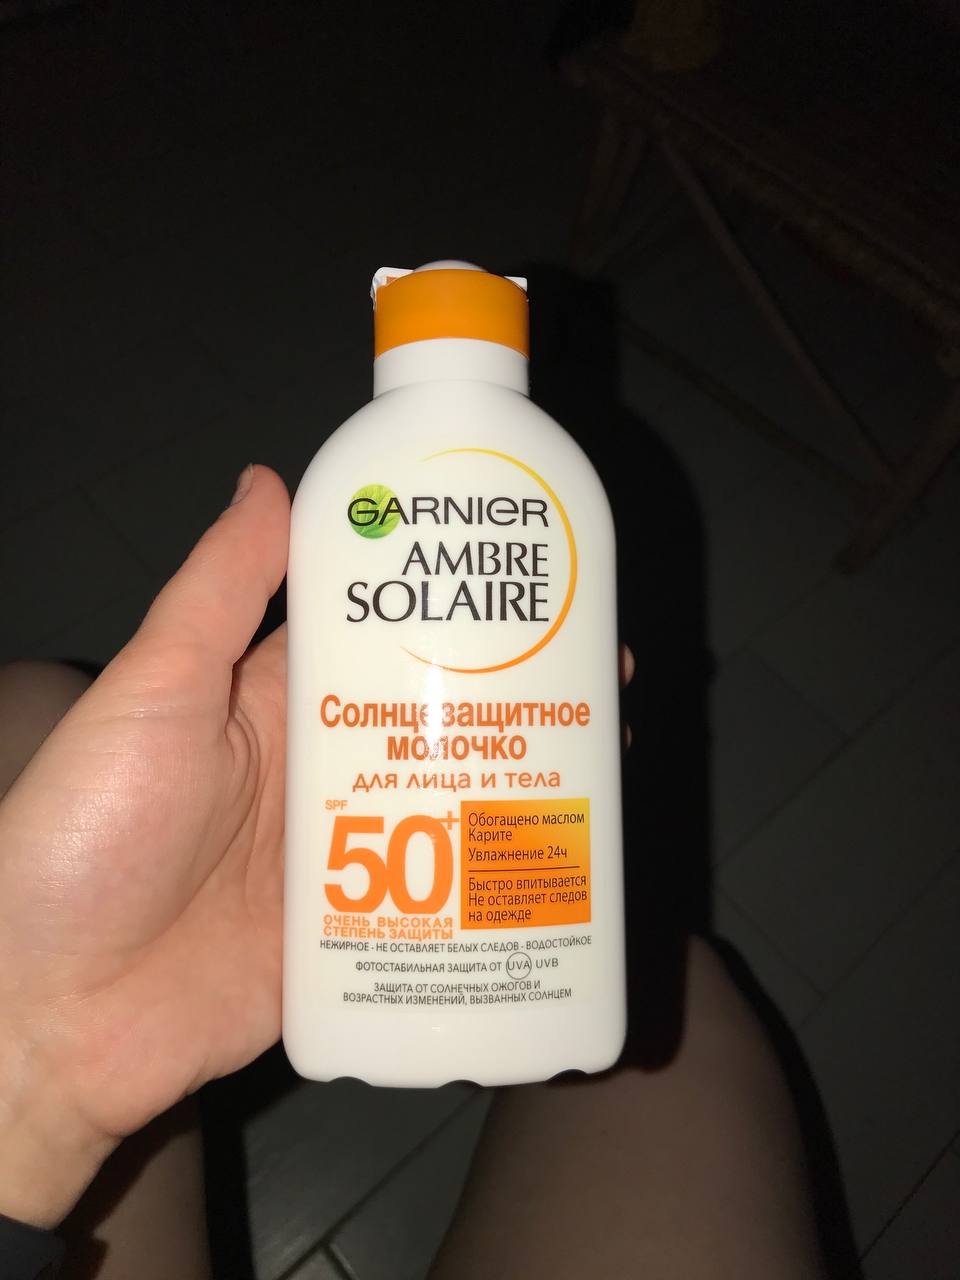 GARNIER
AMBRE
SOLAIRE
Солнцезащитное
молочко
для лица и тела
SPF
50+
ОЧЕНЬ ВЫСОКАЯ
СТЕПЕНЬ ЗАЩИТЫ
Обогащено маслом
Карите
Увлажнение 24ч
Быстро впитывается
Не оставляет следов
на одежде
НЕЖИРНОЕ - НЕ ОСТАВЛЯЕТ БЕЛЫХ СЛЕДОВ - ВОДОСТОЙКОЕ
ФОТОСТАБИЛЬНАЯ ЗАЩИТА ОТ UVA UVB
ЗАЩИТА ОТ СОЛНЕЧНЫХ ОЖОГОВ И
ВОЗРАСТНЫХ ИЗМЕНЕНИЙ, ВЫЗВАННЫХ СОЛНЦЕМ